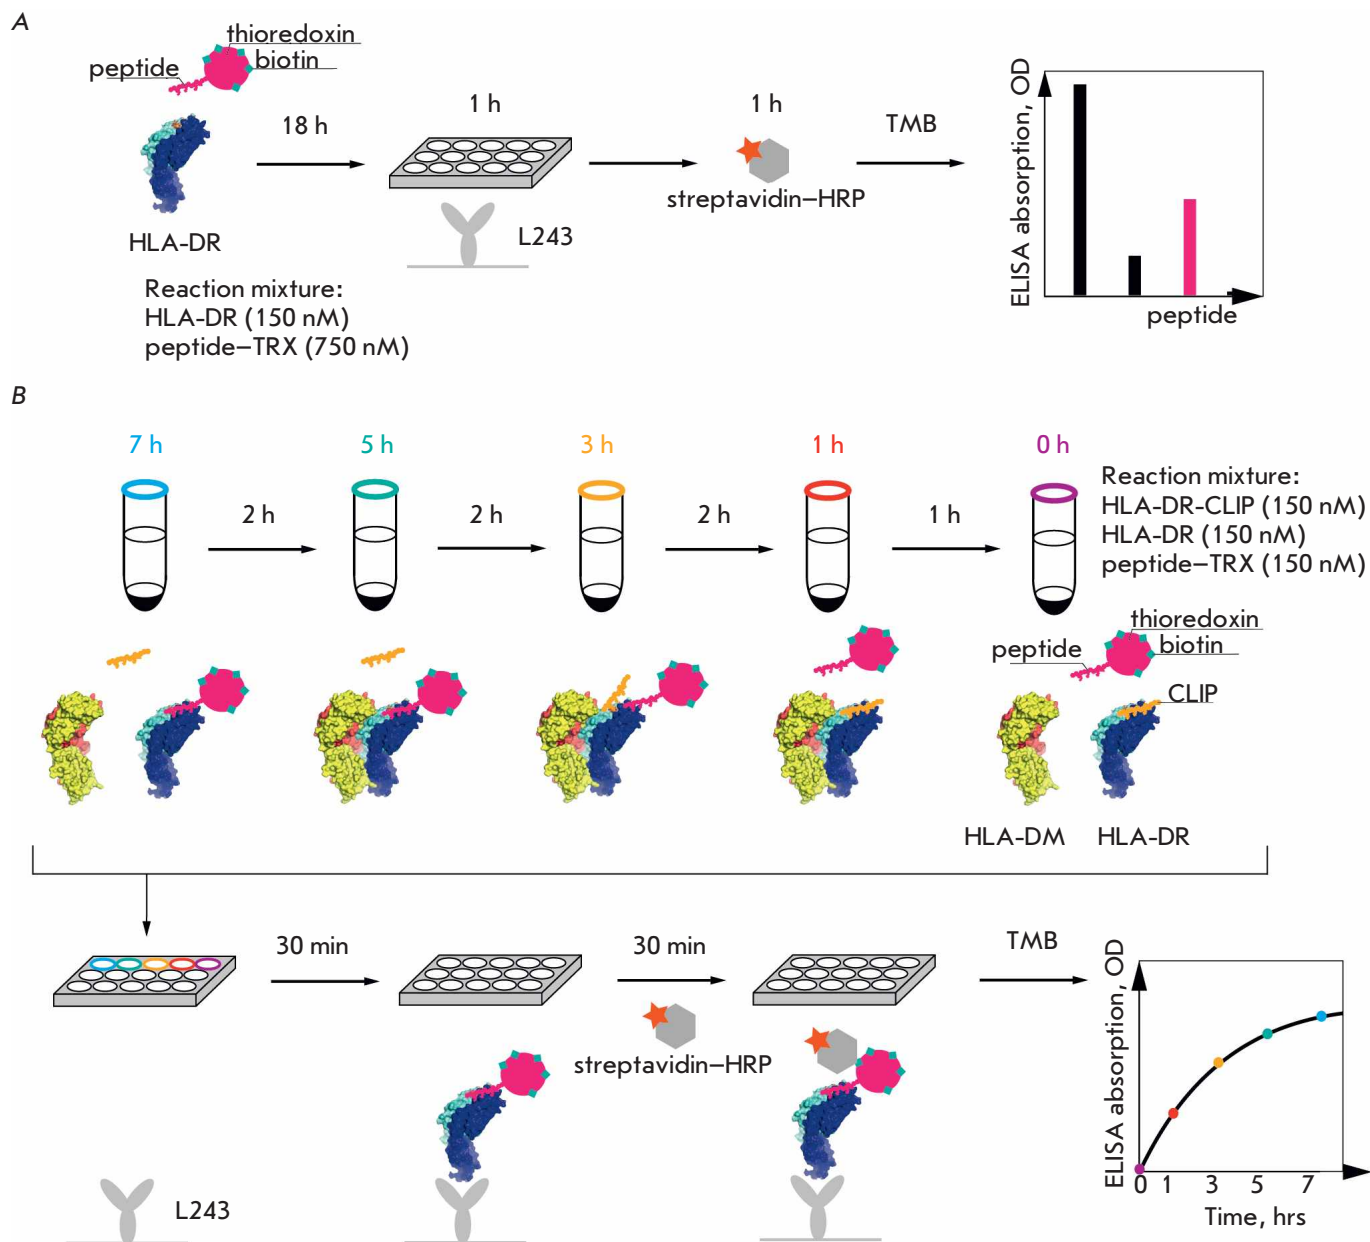 A
thioredoxin
biotin
peptide
18 h
1 h
1 h
TMB
streptavidin–HRP
L243
HLA-DR
Reaction mixture:
HLA-DR (150 nM)
peptide–TRX (750 nM)
ELISA absorption, OD
peptide
B
7 h
5 h
3 h
1 h
0 h
2 h
2 h
2 h
1 h
Reaction mixture:
HLA-DR-CLIP (150 nM)
HLA-DR (150 nM)
peptide–TRX (150 nM)
thioredoxin
biotin
peptide
CLIP
HLA-DM
HLA-DR
30 min
30 min
TMB
streptavidin–HRP
L243
ELISA absorption, OD
0 1 3 5 7
Time, hrs